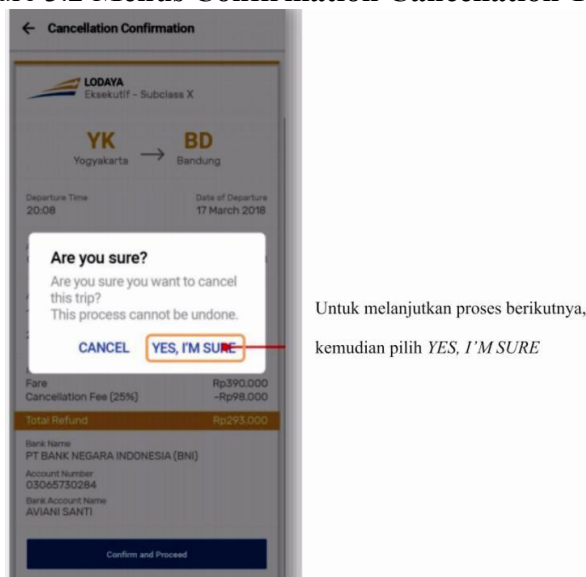 Cancellation Confirmation
LODAYA
Eksekutif - Subclass X
YK
BD
Yogyakarta
Bandung
Departure Time
Date of Departure
20:08
17 March 2018
Are you sure?
Are you sure you want to cancel
this trip?
This process cannot be undone.
CANCEL
YES, I'M SURE
Untuk melanjutkan proses berikutnya,
kemudian pilih YES, I'M SURE
Fare
Rp390.000
Cancellation Fee (25%)
-Rp98.000
Total Refund
Rp293.000
Bank Name
PT BANK NEGARA INDONESIA (BNI)
Account Number
03065730284
Bank Account Name
AVIANI SANTI
Confirm and Proceed